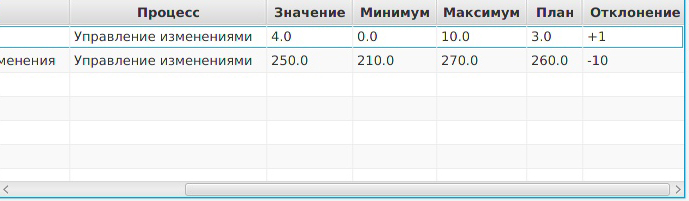 Процесс Значение Минимум Максимум План Отклонение
Управление изменениями 4.0 0.0 10.0 3.0 +1
менения Управление изменениями 250.0 210.0 270.0 260.0 -10